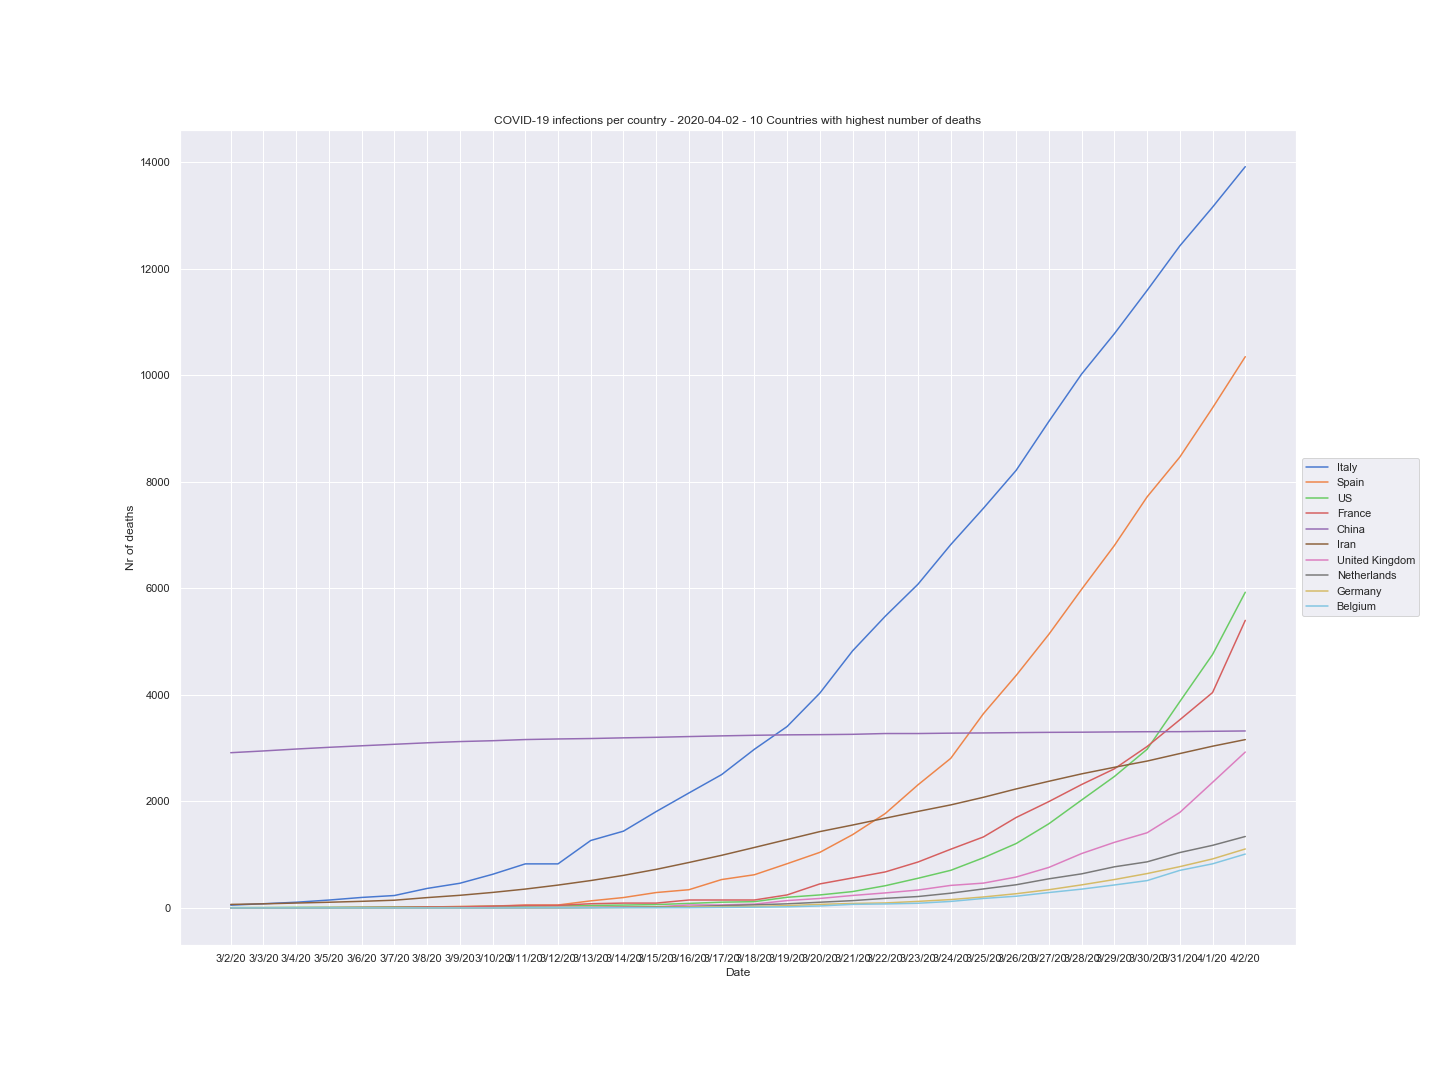 COVID-19 infections per country - 2020-04-02 - 10 Countries with highest number of deaths
14000
12000
10000
8000
6000
4000
2000
0
Nr of deaths
3/2/20 3/3/20 3/4/20 3/5/20 3/6/20 3/7/20 3/8/20 3/9/20 3/10/20 3/11/20 3/12/20 3/13/20 3/14/20 3/15/20 3/16/20 3/17/20 3/18/20 3/19/20 3/20/20 3/21/20 3/22/20 3/23/20 3/24/20 3/25/20 3/26/20 3/27/20 3/28/20 3/29/20 3/30/20 3/31/20 4/1/20 4/2/20
Date
Italy
Spain
US
France
China
Iran
United Kingdom
Netherlands
Germany
Belgium